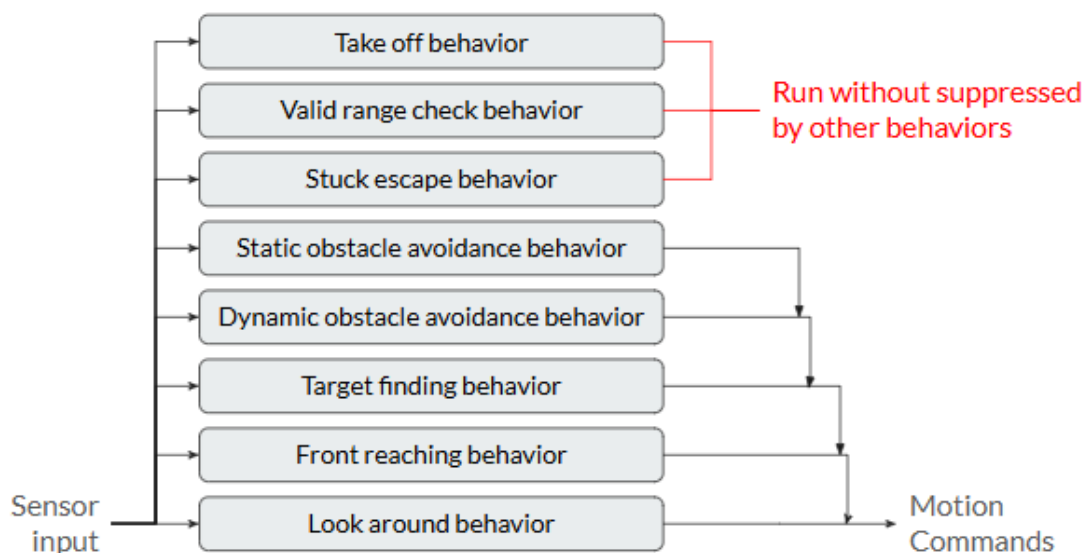 Take off behavior
Valid range check behavior
Run without suppressed
by other behaviors
Stuck escape behavior
Static obstacle avoidance behavior
Dynamic obstacle avoidance behavior
Target finding behavior
Front reaching behavior
Sensor
input
Look around behavior
Motion
Commands